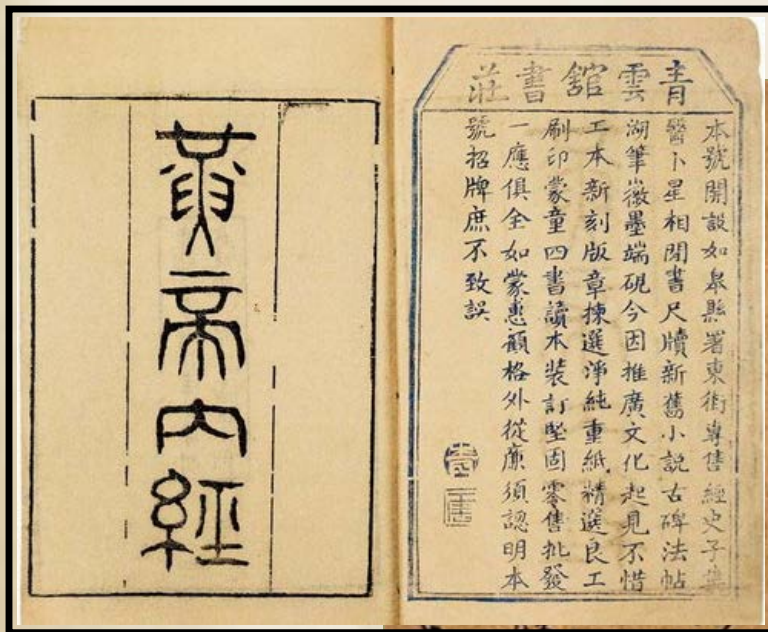 青雲舘書莊
本號開設如皋縣署東街專售經史子集
醫卜星相閒書尺牘新舊小說古碑法帖
湖筆徽墨端硯今因推廣文化起見不惜
工本新刻版章揀選淨純重紙精選良工
刷印蒙童四書讀本裝訂堅固零售批發
一應俱全如蒙惠顧格外從廉須認明本
號招牌庶不致誤
黃帝內經